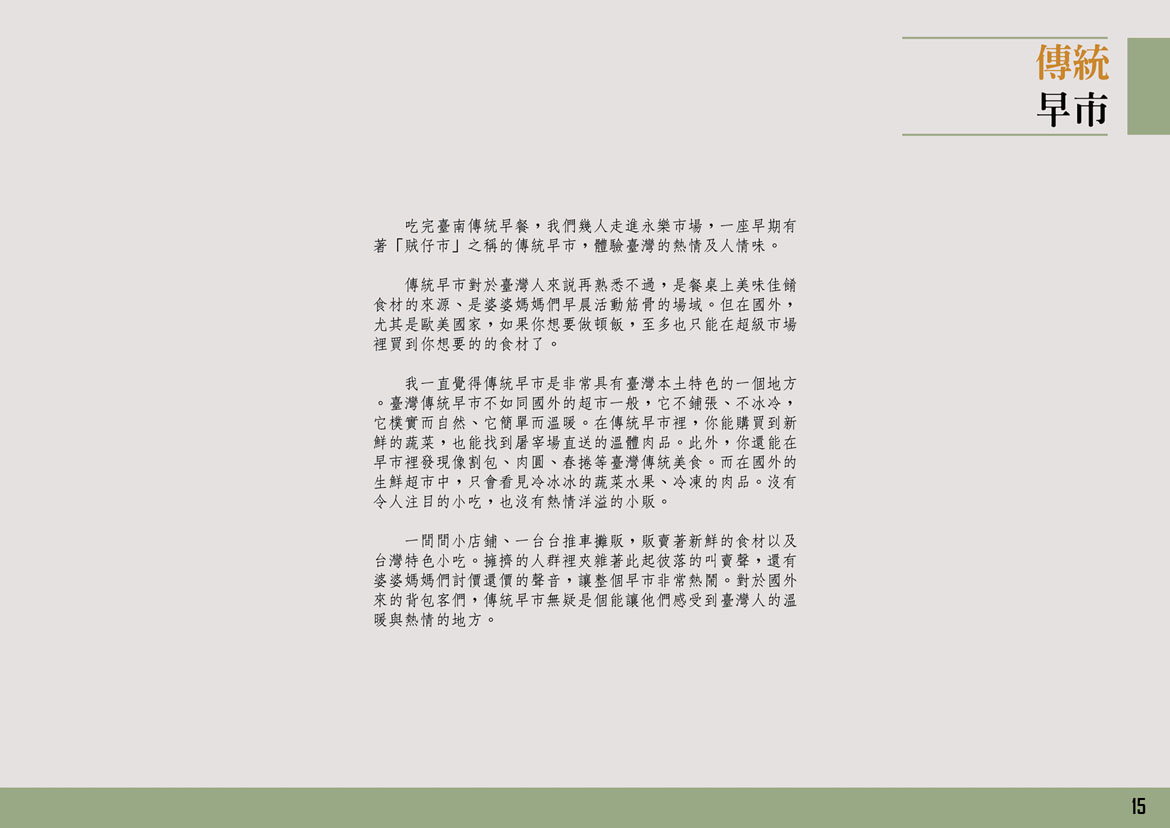 傳統
早市
吃完臺南傳統早餐，我們幾人走進永樂市場，一座早期有
著「賊仔市」之稱的傳統早市，體驗臺灣的熱情及人情味。
傳統早市對於臺灣人來説再熟悉不過，是餐桌上美味佳餚
食材的來源、是婆婆媽媽們早晨活動筋骨的場域。但在國外，
尤其是歐美國家，如果你想要做頓飯，至多也只能在超級市場
裡買到你想要的的食材了。
我一直覺得傳統早市是非常具有臺灣本土特色的一個地方
。臺灣傳統早市不如同國外的超市一般，它不鋪張、不冰冷，
它樸實而自然、它簡單而溫暖。在傳統早市裡，你能購買到新
鮮的蔬菜，也能找到屠宰場直送的溫體肉品。此外，你還能在
早市裡發現像割包、肉圓、春捲等臺灣傳統美食。而在國外的
生鮮超市中，只會看見冷冰冰的蔬菜水果、冷凍的肉品。沒有
令人注目的小吃，也沒有熱情洋溢的小販。
一間間小店鋪、一台台推車攤販，販賣著新鮮的食材以及
台灣特色小吃。擁擠的人群裡夾雜著此起彼落的叫賣聲，還有
婆婆媽媽們討價還價的聲音，讓整個早市非常熱鬧。對於國外
來的背包客們，傳統早市無疑是個能讓他們感受到臺灣人的溫
暖與熱情的地方。
15